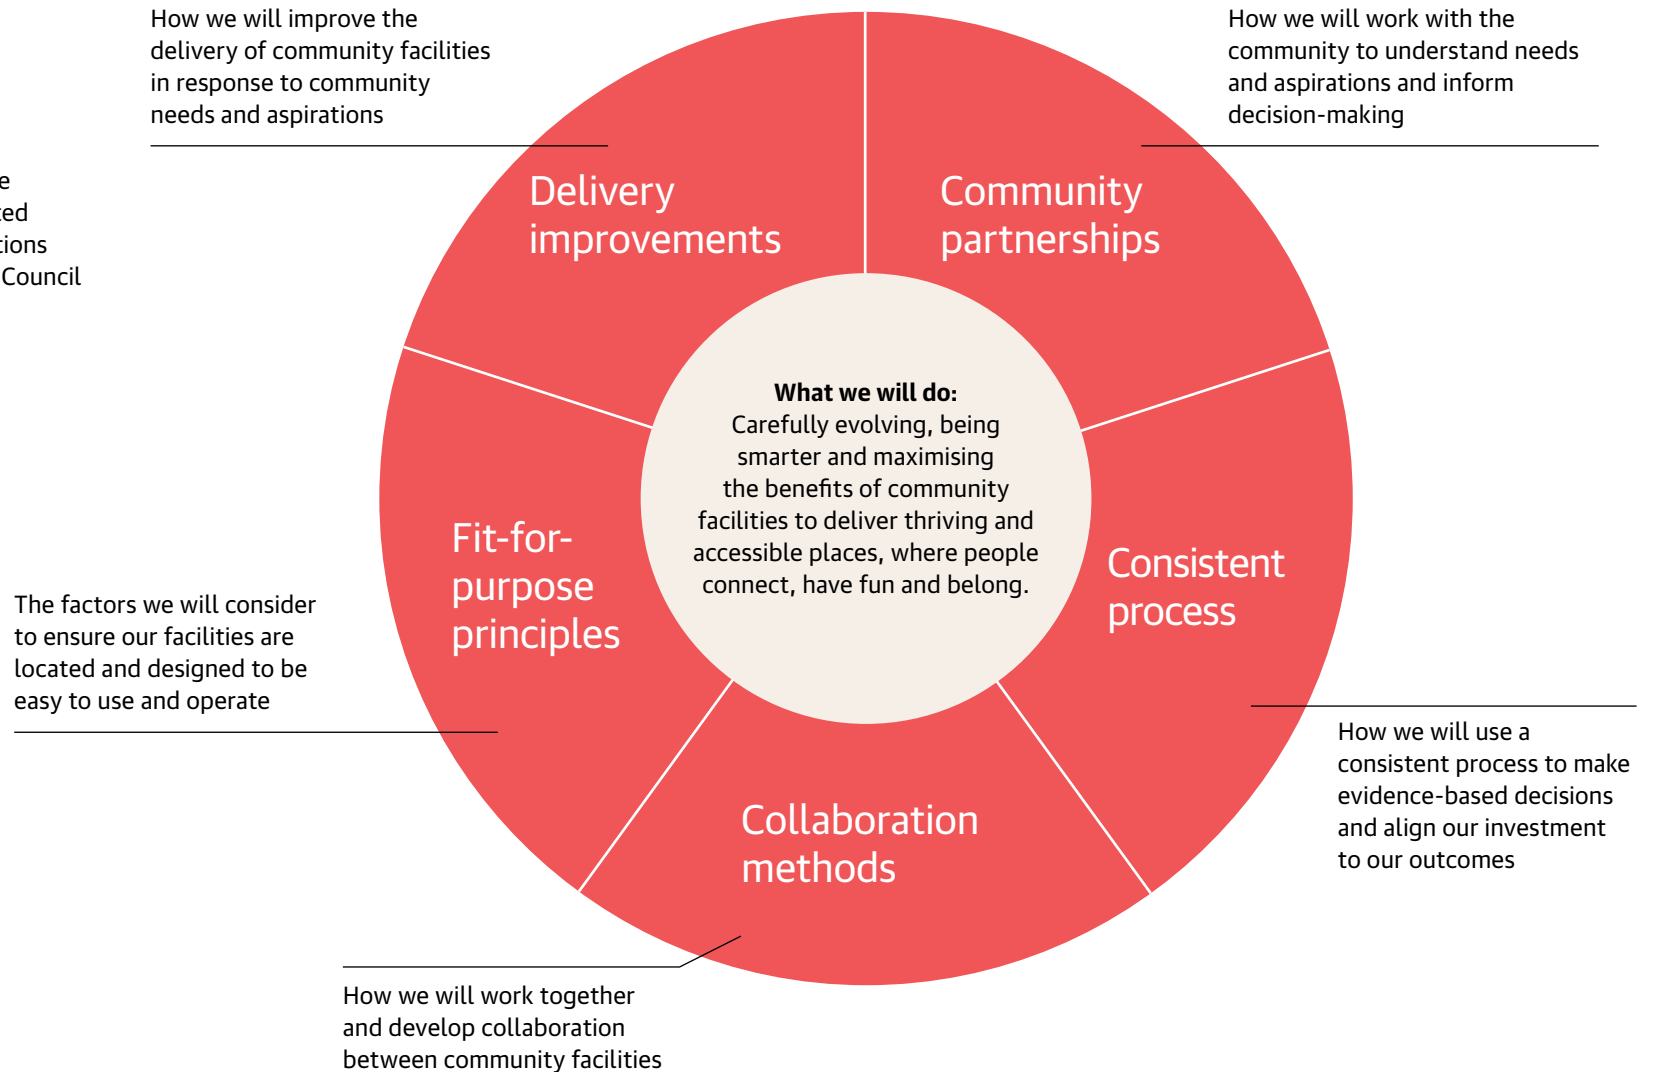 How we will improve the
delivery of community facilities
in response to community
needs and aspirations
How we will work with the
community to understand needs
and aspirations and inform
decision-making
Council
Delivery
improvements
Community
partnerships
What we will do:
Carefully evolving, being
smarter and maximising
the benefits of community
facilities to deliver thriving and
accessible places, where people
connect, have fun and belong.
Fit-for-
purpose
principles
Consistent
process
The factors we will consider
to ensure our facilities are
located and designed to be
easy to use and operate
How we will use a
consistent process to make
evidence-based decisions
and align our investment
to our outcomes
Collaboration
methods
How we will work together
and develop collaboration
between community facilities